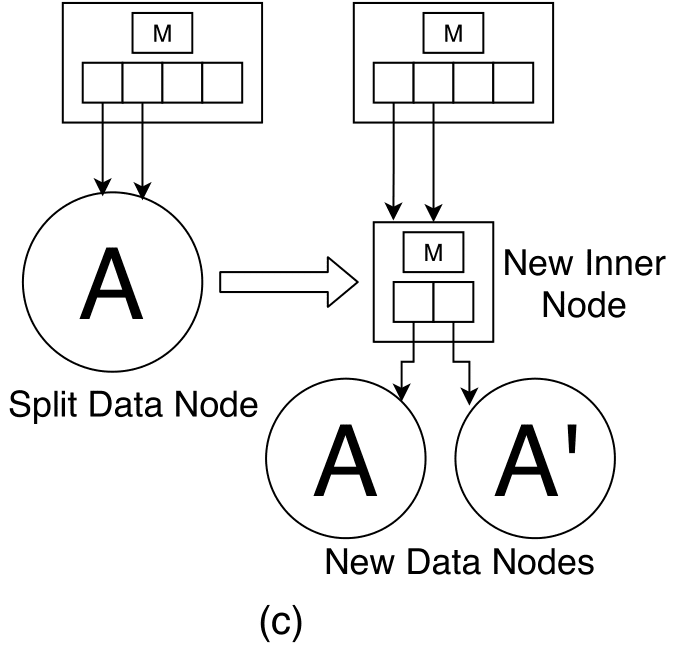 M
M
A
M
New Inner
Node
Split Data Node
A
A'
New Data Nodes
(c)